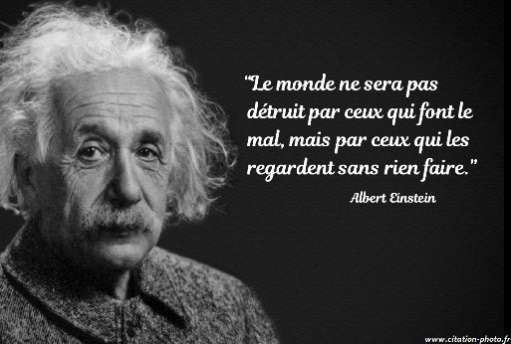 “Le monde ne sera pas
détruit par ceux qui font le
mal, mais par ceux qui les
regardent sans rien faire.”
Albert Einstein
www.citation-photo.fr